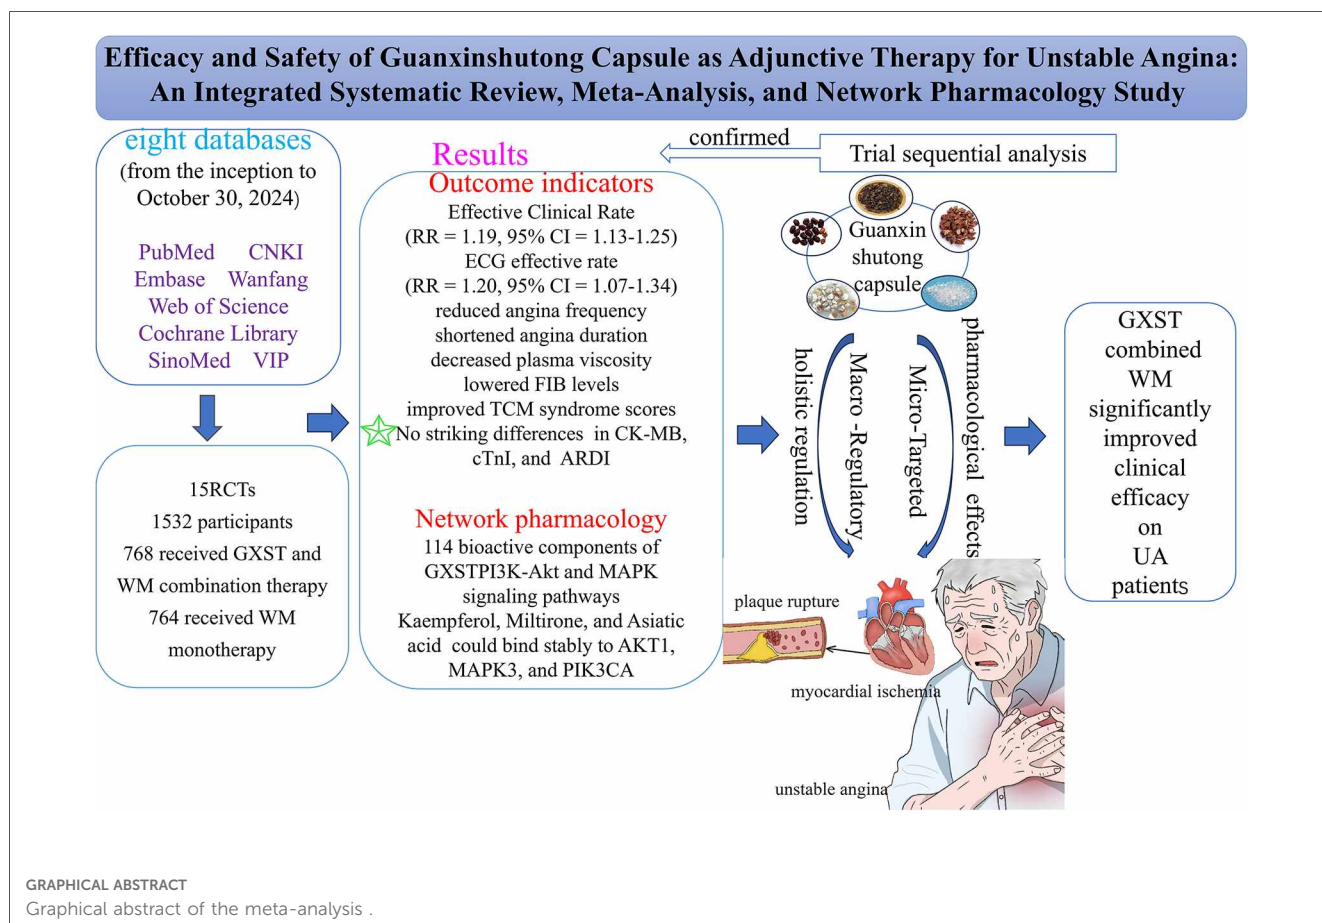 Efficacy and Safety of Guanxinshutong Capsule as Adjunctive Therapy for Unstable Angina:
An Integrated Systematic Review, Meta-Analysis, and Network Pharmacology Study
eight databases
(from the inception to
October 30, 2024)
PubMed CNKI
Embase Wanfang
Web of Science
Cochrane Library
SinoMed VIP
15RCTs
1532 participants
768 received GXST and
WM combination therapy
764 received WM
monotherapy
Results
Outcome indicators
Effective Clinical Rate
(RR = 1.19, 95% CI = 1.13-1.25)
ECG effective rate
(RR = 1.20, 95% CI = 1.07-1.34)
reduced angina frequency
shortened angina duration
decreased plasma viscosity
lowered FIB levels
improved TCM syndrome scores
No striking differences in CK-MB,
cTnI, and ARDI
Network pharmacology
114 bioactive components of
GXSTPI3K-Akt and MAPK
signaling pathways
Kaempferol, Miltirone, and Asiatic
acid could bind stably to AKT1,
MAPK3, and PIK3CA
confirmed
Trial sequential analysis
Guanxin
shutong
capsule
holistic regulation
Macro -Regulatory
Micro-Targeted
pharmacological effects
plaque rupture
myocardial ischemia
unstable angina
GXST
combined
WM
significantly
improved
clinical
efficacy
on
UA
patients
GRAPHICAL ABSTRACT
Graphical abstract of the meta-analysis .